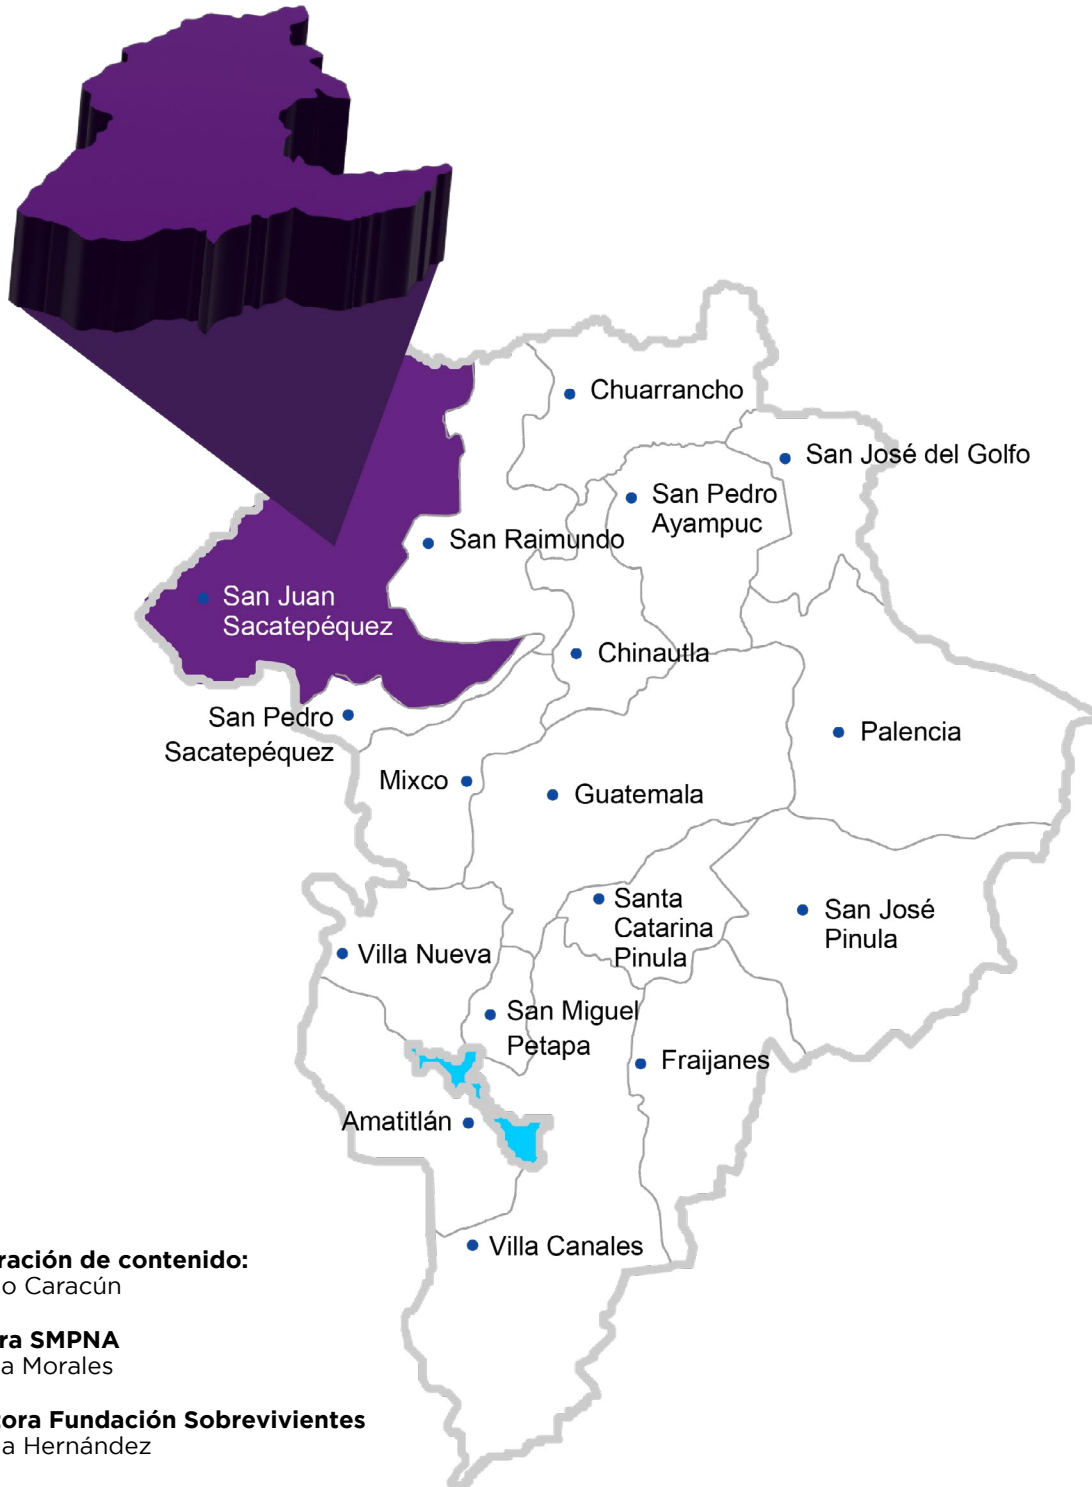 Chuarrancho
San José del Golfo
San Pedro
Ayampuc
San Raimundo
San Juan
Sacatepéquez
Chinautla
San Pedro
Sacatepéquez
Palencia
Mixco
Guatemala
Santa
Catarina
Pinula
San José
Pinula
Villa Nueva
San Miguel
Petapa
Fraijanes
Amatitlán
Villa Canales
ración de contenido:
o Caracún
ra SMPNA
a Morales
tora Fundación Sobrevivientes
a Hernández